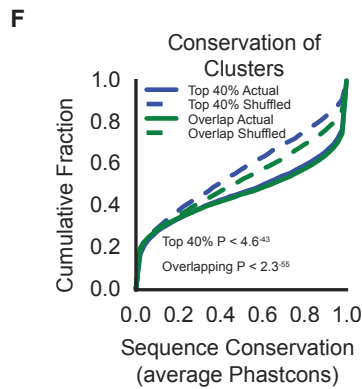 F
Conservation of
Clusters
Top 40% Actual
Top 40% Shuffled
Overlap Actual
Overlap Shuffled
Cumulative Fraction
1.0
0.8
0.6
0.4
0.2
0.0
Top 40% P < 4.6-43
Overlapping P < 2.3-55
0.0 0.2 0.4 0.6 0.8 1.0
Sequence Conservation
(average Phastcons)